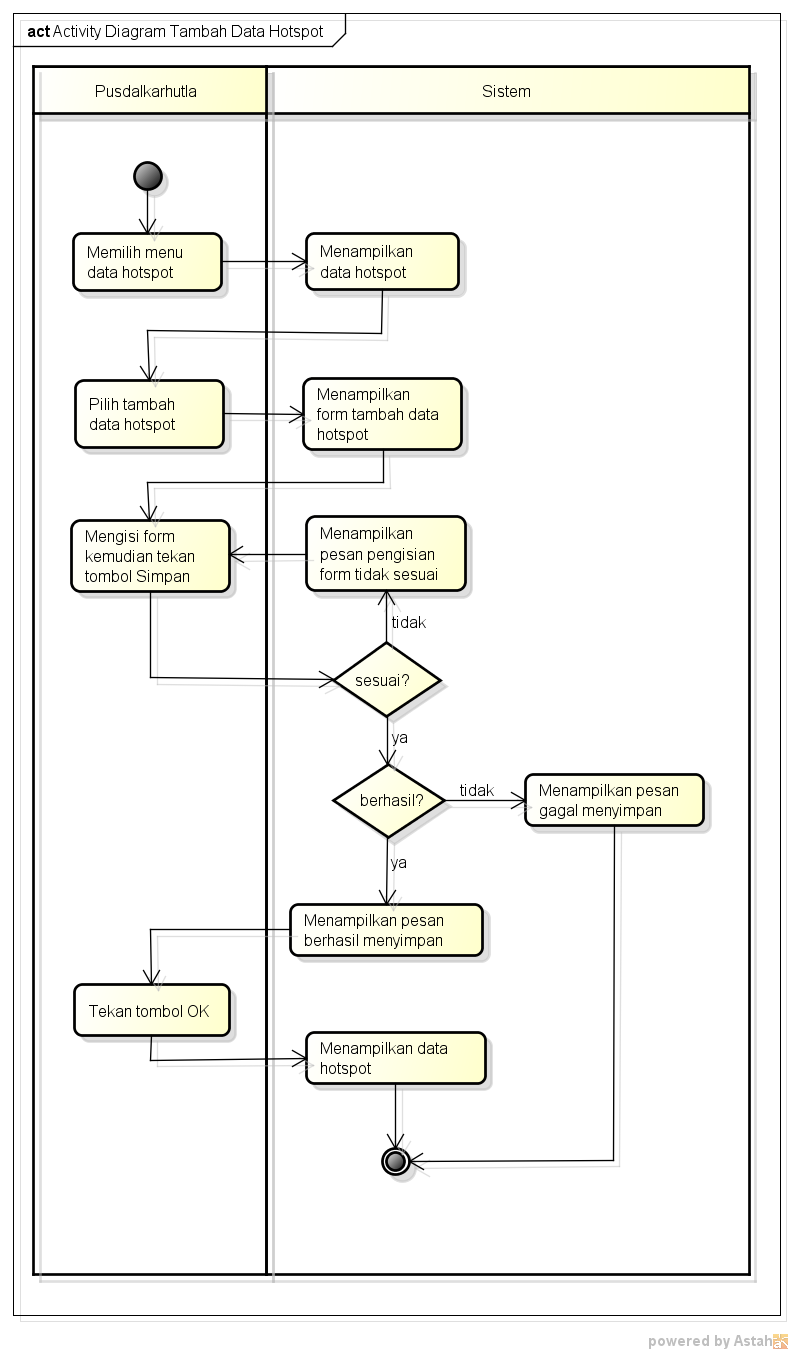 act Activity Diagram Tambah Data Hotspot
Pusdalkarhutla
Sistem
Memilih menu
data hotspot
Menampilkan
data hotspot
Pilih tambah
data hotspot
Menampilkan
form tambah data
hotspot
Mengisi form
kemudian tekan
tombol Simpan
Menampilkan
pesan pengisian
form tidak sesuai
tidak
sesuai?
ya
berhasil?
tidak
Menampilkan pesan
gagal menyimpan
ya
Menampilkan pesan
berhasil menyimpan
Tekan tombol OK
Menampilkan data
hotspot
powered by Astah